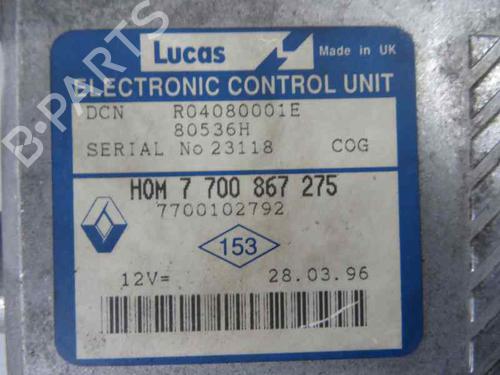 Lucas Made in UK
ELECTRONIC CONTROL UNIT
DCN R04080001E
80536H
SERIAL No 23118 COG
HOM 7 700 867 275
7700102792
153
12V= 28.03.96
B-PARTS